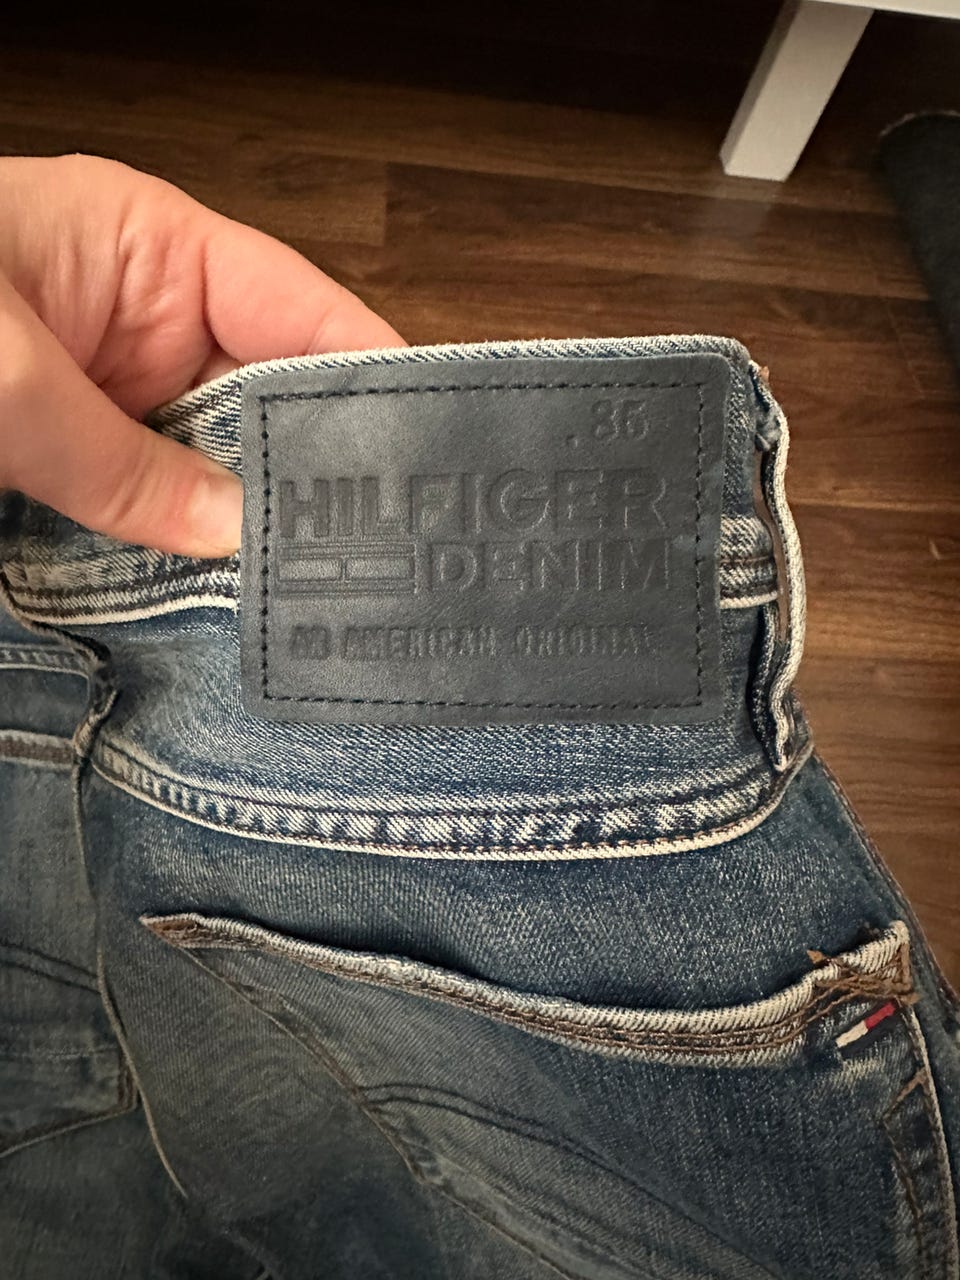 .85
HILFIGER
DENIM
AN AMERICAN ORIGINAL